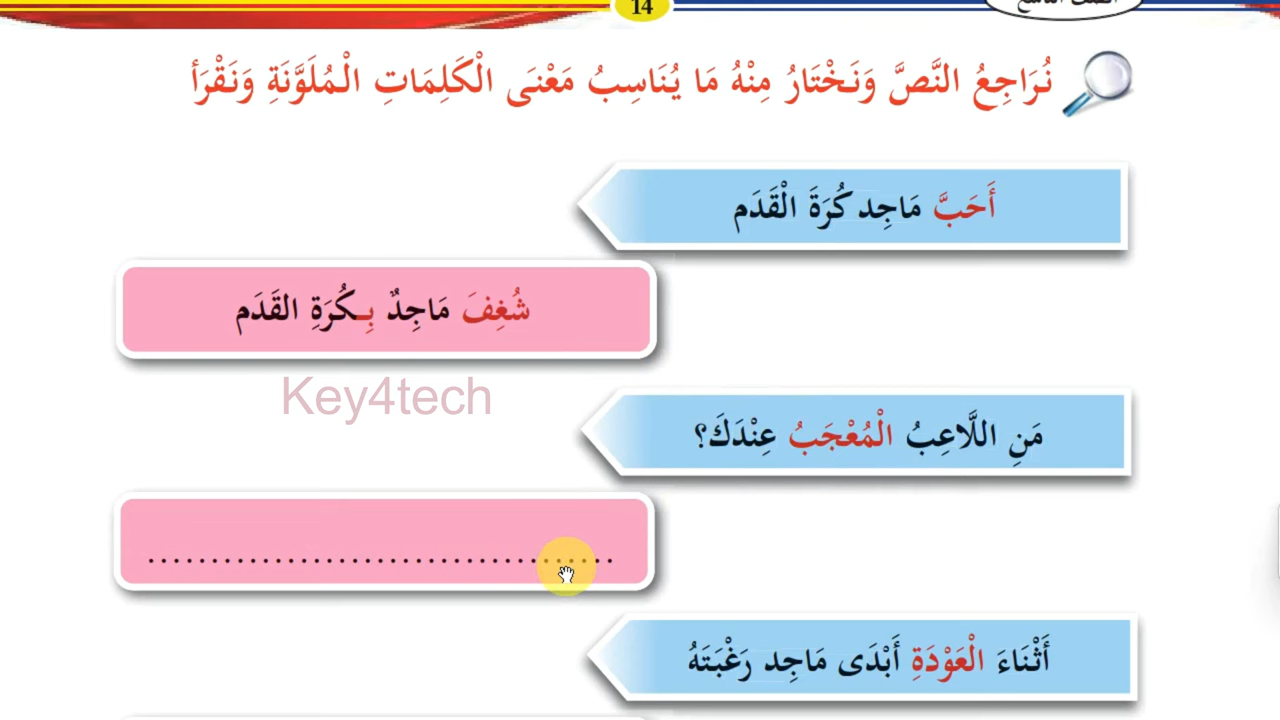 14
نُرَاجِعُ النَّصَّ وَنَخْتَارُ مِنْهُ مَا يُنَاسِبُ مَعْنَى الْكَلِمَاتِ الْمُلَوَّنَةِ وَنَقْرَأ
أَحَبَّ مَاجِد كُرَةَ الْقَدَم
شُغِفَ مَاجِدٌ بِكُرَةِ القَدَم
Key4tech
مَنِ اللَّاعِبُ الْمُعْجَبُ عِنْدَكَ؟
.....................................
أَثْنَاءَ الْعَوْدَةِ أَبْدَى مَاجِد رَغْبَتَهُ